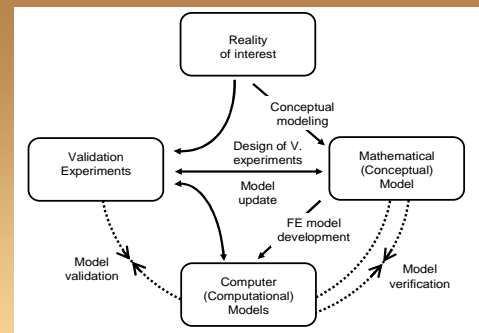 Reality
of interest
Conceptual
modeling
Validation
Experiments
Design of V.
experiments
Model
update
Mathematical
(Conceptual)
Model
FE model
development
Model
validation
Computer
(Computational)
Models
Model
verification